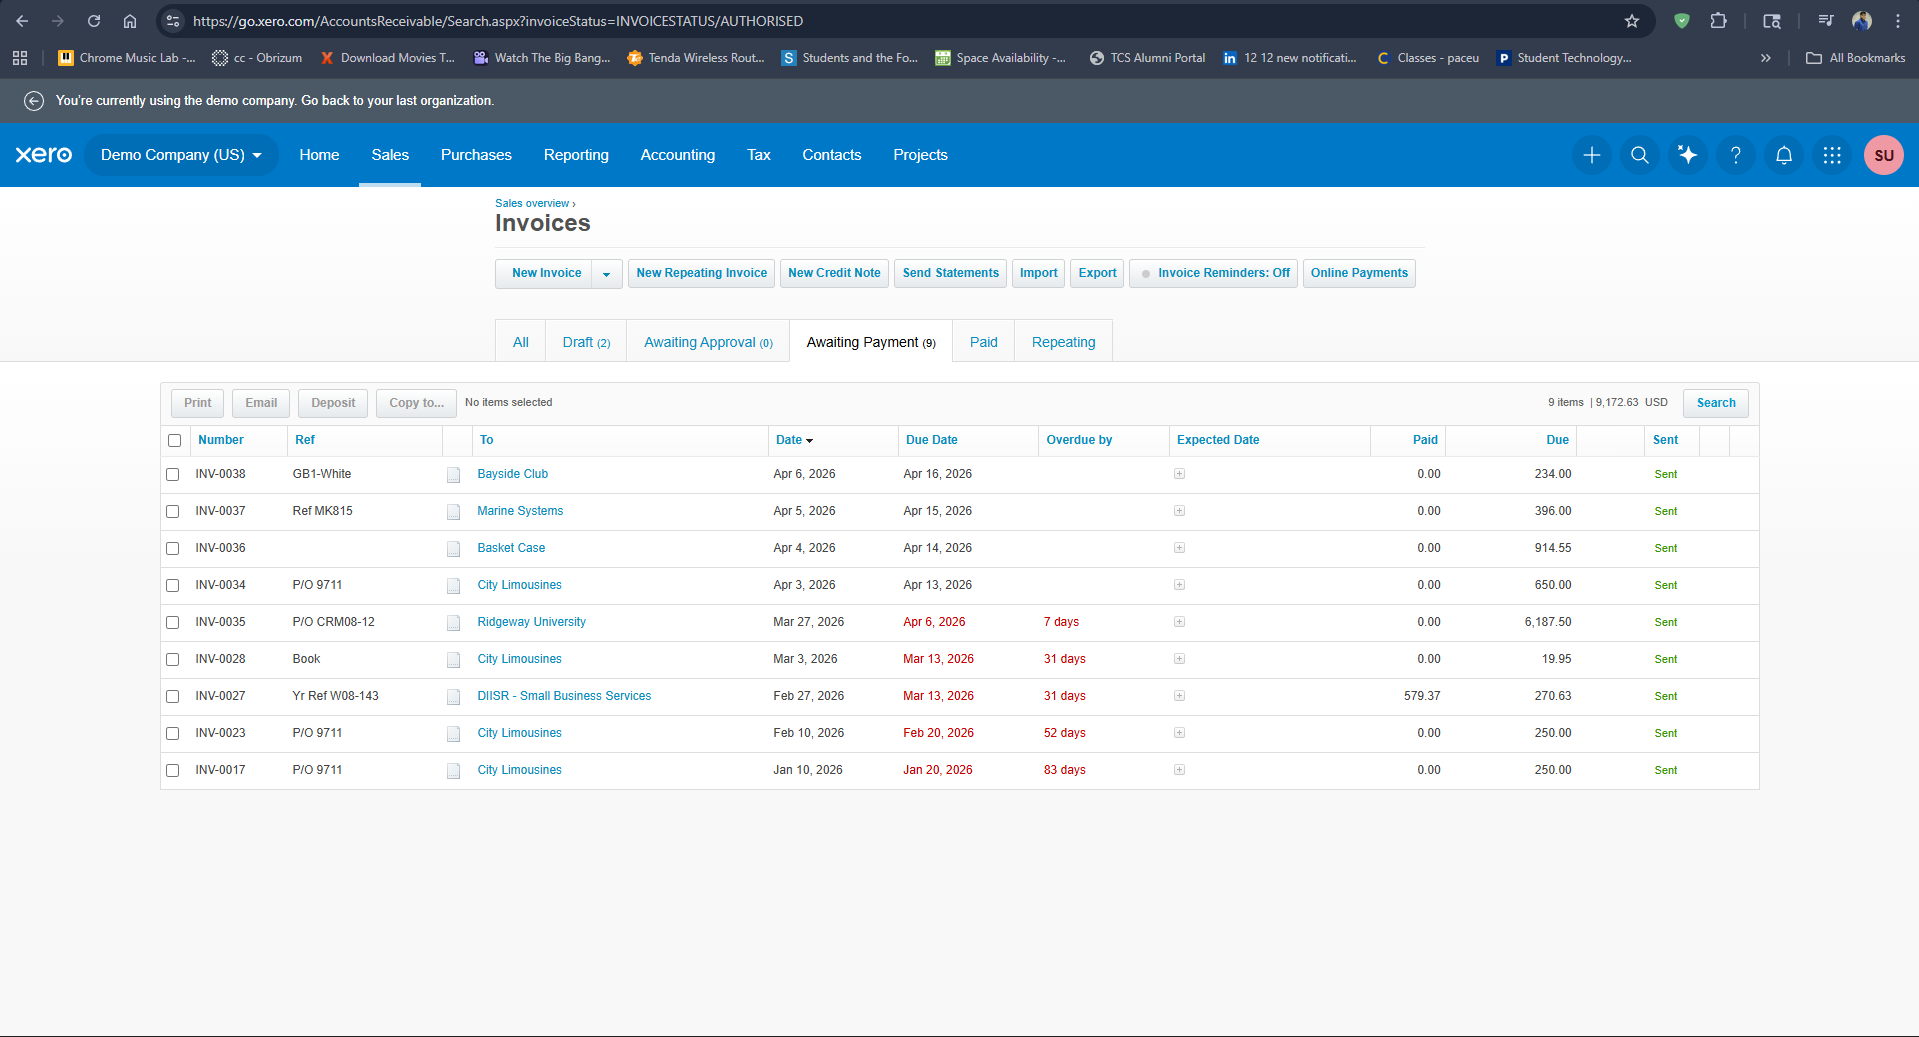 https://go.xero.com/AccountsReceivable/Search.aspx?invoiceStatus=INVOICESTATUS/AUTHORISED
Chrome Music Lab -... cc - Obrizum Download Movies T... Watch The Big Bang... Tenda Wireless Rout... Students and the Fo... Space Availability -... TCS Alumni Portal 12 12 new notificati... Classes - paceu Student Technology... » All Bookmarks
You're currently using the demo company. Go back to your last organization.
xero Demo Company (US) Home Sales Purchases Reporting Accounting Tax Contacts Projects SU
Sales overview ›
Invoices
New Invoice New Repeating Invoice New Credit Note Send Statements Import Export Invoice Reminders: Off Online Payments
All Draft (2) Awaiting Approval (0) Awaiting Payment (9) Paid Repeating
Print Email Deposit Copy to... No items selected 9 items | 9,172.63 USD Search
Number Ref To Date Due Date Overdue by Expected Date Paid Due Sent
INV-0038 GB1-White Bayside Club Apr 6, 2026 Apr 16, 2026 0.00 234.00 Sent
INV-0037 Ref MK815 Marine Systems Apr 5, 2026 Apr 15, 2026 0.00 396.00 Sent
INV-0036 Basket Case Apr 4, 2026 Apr 14, 2026 0.00 914.55 Sent
INV-0034 P/O 9711 City Limousines Apr 3, 2026 Apr 13, 2026 0.00 650.00 Sent
INV-0035 P/O CRM08-12 Ridgeway University Mar 27, 2026 Apr 6, 2026 7 days 0.00 6,187.50 Sent
INV-0028 Book City Limousines Mar 3, 2026 Mar 13, 2026 31 days 0.00 19.95 Sent
INV-0027 Yr Ref W08-143 DIISR - Small Business Services Feb 27, 2026 Mar 13, 2026 31 days 579.37 270.63 Sent
INV-0023 P/O 9711 City Limousines Feb 10, 2026 Feb 20, 2026 52 days 0.00 250.00 Sent
INV-0017 P/O 9711 City Limousines Jan 10, 2026 Jan 20, 2026 83 days 0.00 250.00 Sent